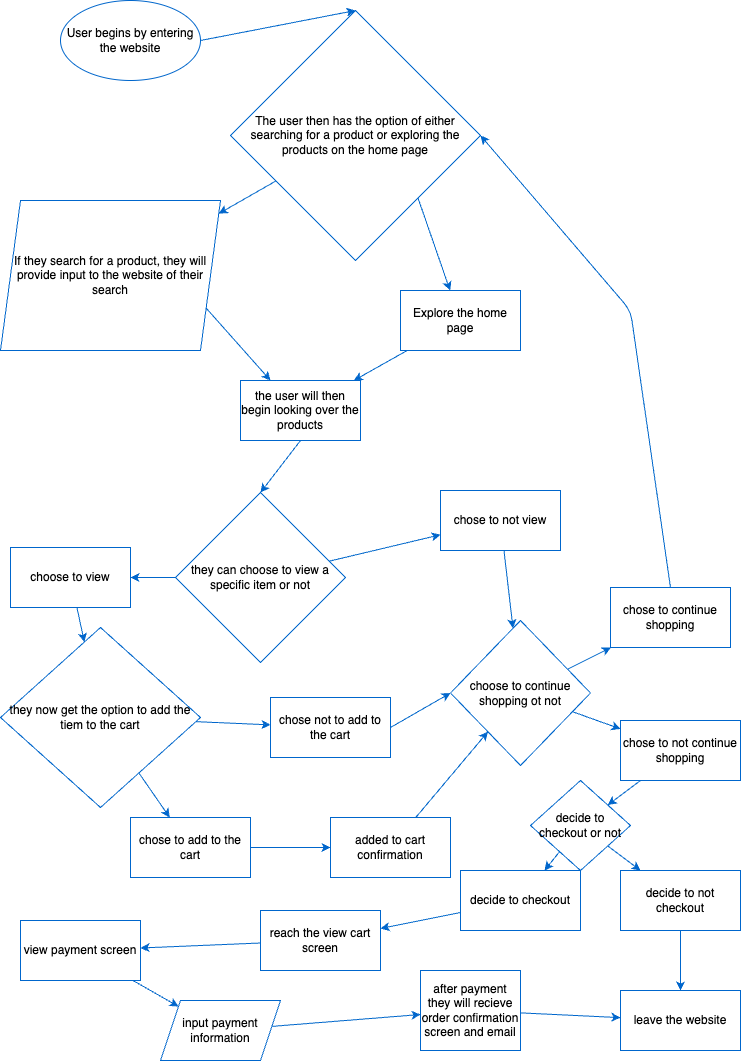 User begins by entering
the website
The user then has the option of either
searching for a product or exploring the
products on the home page
If they search for a product, they will
provide input to the website of their
search
Explore the home
page
the user will then
begin looking over the
products
they can choose to view a
specific item or not
chose to not view
choose to view
chose to continue
shopping
they now get the option to add the
tiem to the cart
chose not to add to
the cart
choose to continue
shopping ot not
chose to not continue
shopping
chose to add to the
cart
added to cart
confirmation
decide to
checkout or not
decide to checkout
decide to not
checkout
reach the view cart
screen
view payment screen
input payment
information
after payment
they will recieve
order confirmation
screen and email
leave the website